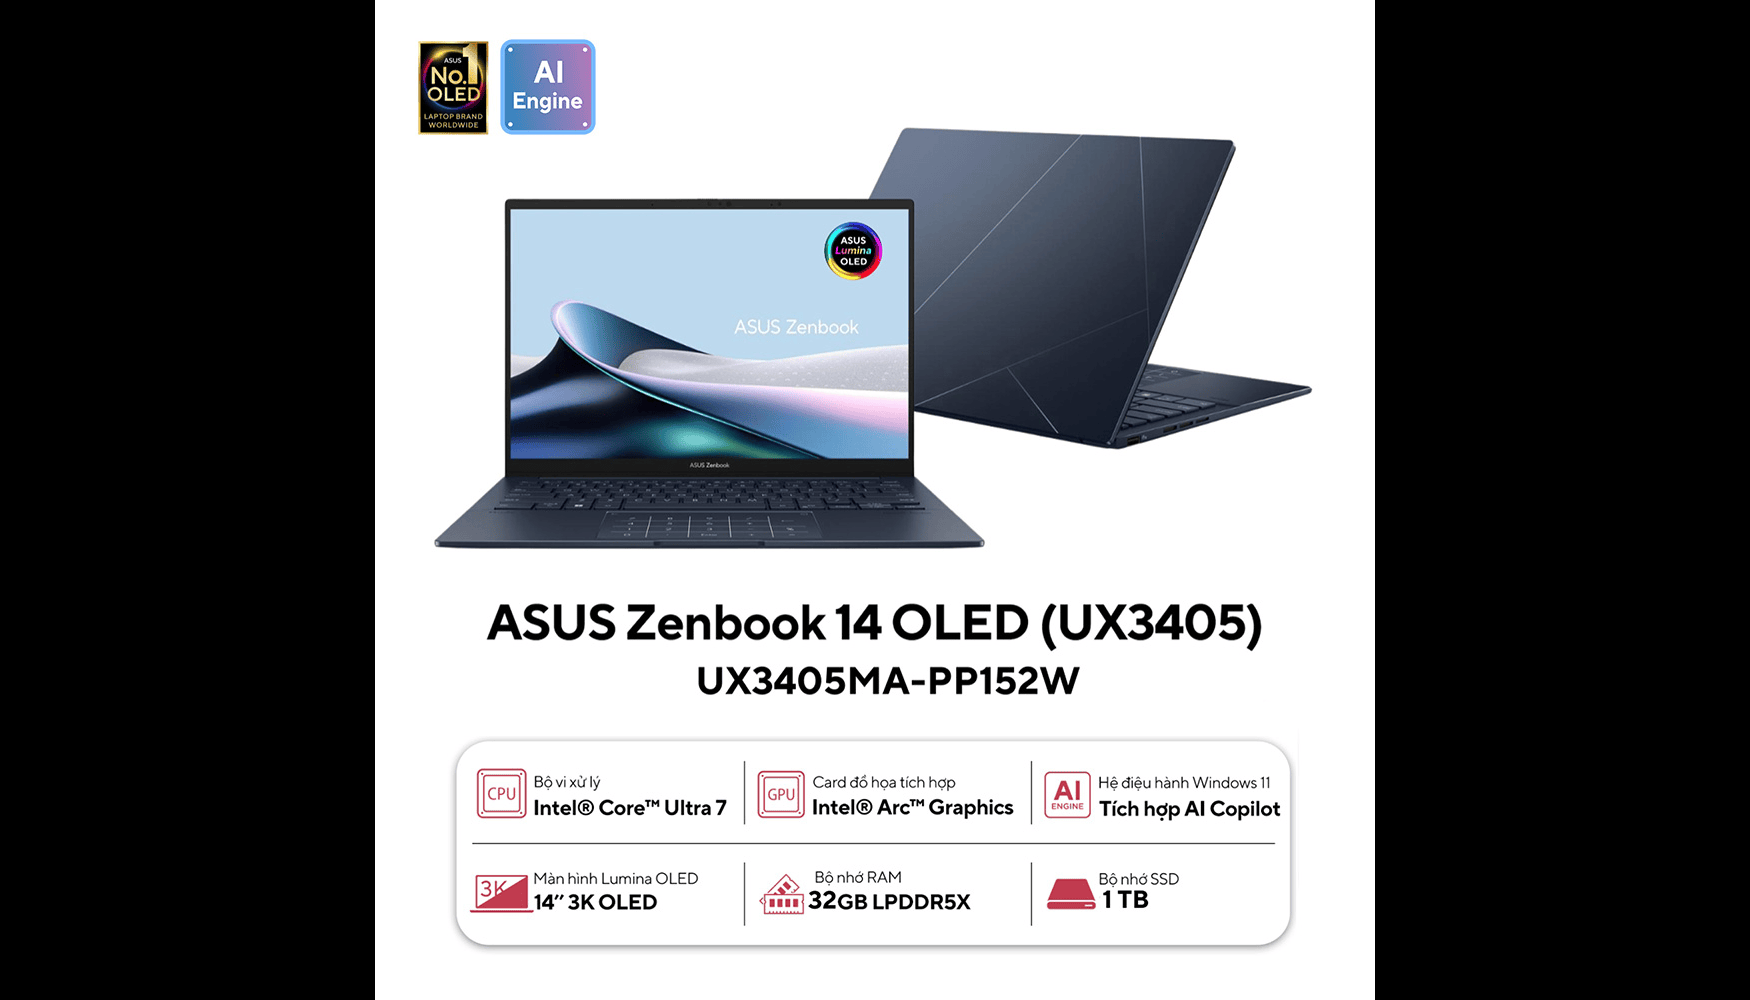 ASUS
No.1
OLED
LAPTOP BRAND
WORLDWIDE
AI
Engine
ASUS
Lumina
OLED
ASUS Zenbook
ASUS Zenbook
ASUS Zenbook 14 OLED (UX3405)
UX3405MA-PP152W
CPU
Bộ vi xử lý
Intel® Core™ Ultra 7
GPU
Card đồ họa tích hợp
Intel® Arc™ Graphics
AI
ENGINE
Hệ điệu hành Windows 11
Tích hợp AI Copilot
3K
Màn hình Lumina OLED
14’’ 3K OLED
Bộ nhớ RAM
32GB LPDDR5X
Bộ nhớ SSD
1 TB